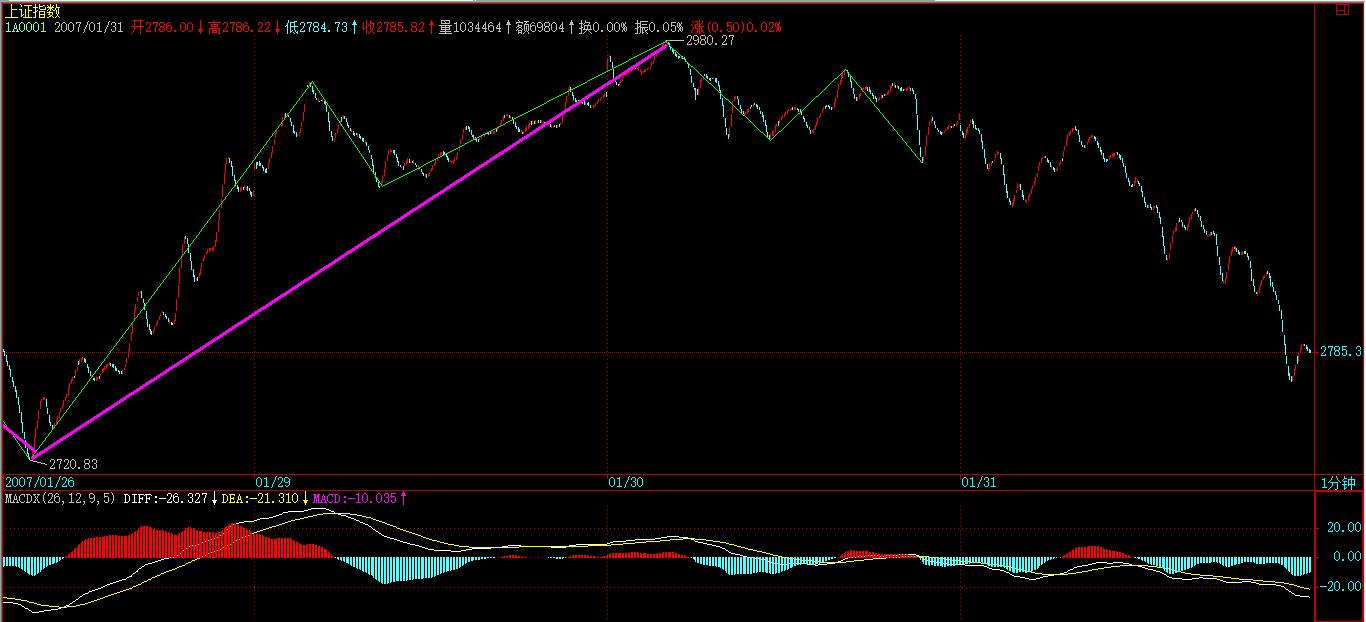 上证指数
1A0001 2007/01/31 开2786.00↓高2786.22↓低2784.73↑收2785.82↑量1034464↑额69804↑换0.00% 振0.05% 涨(0.50)0.02%
2980.27
2785.3
2720.83
2007/01/26 01/29 01/30 01/31 1分钟
MACDX(26,12,9,5) DIFF:-26.327↓DEA:-21.310↓MACD:-10.035↑
20.00
0.00
-20.00